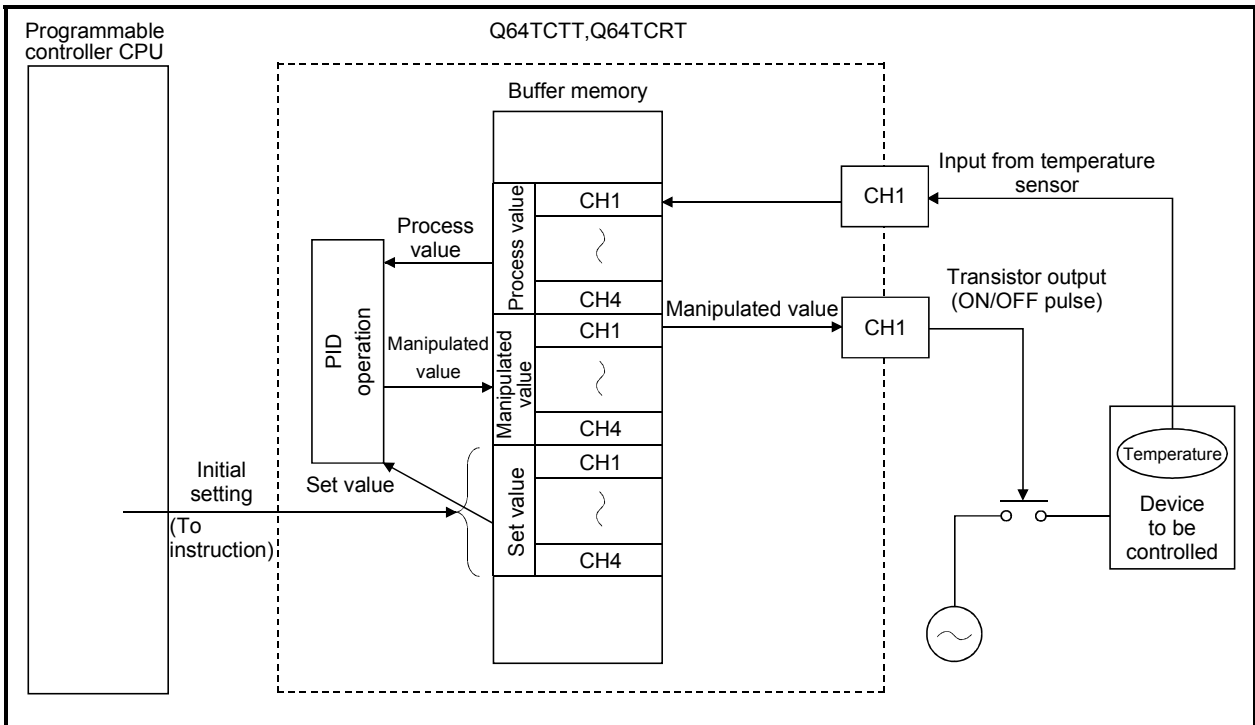 Programmable
controller CPU
Q64TCTT,Q64TCRT
Buffer memory
Process value
CH1
CH4
Manipulated
value
CH1
CH4
Set value
CH1
CH4
PID
operation
Process
value
Manipulated
value
Set value
Initial
setting
(To
instruction)
Manipulated value
CH1
CH1
Input from temperature
sensor
Transistor output
(ON/OFF pulse)
Temperature
Device
to be
controlled